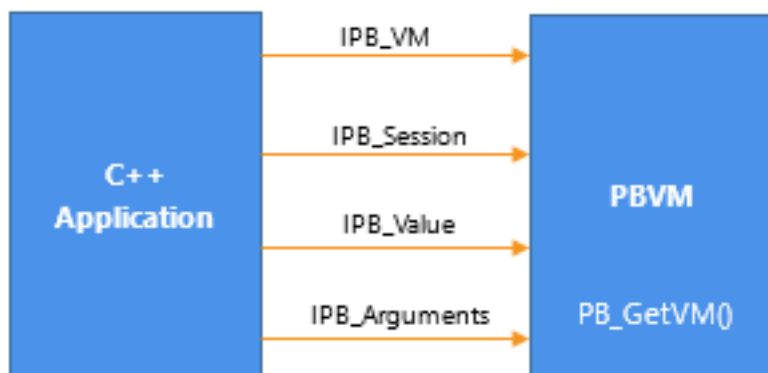 IPB_VM
IPB_Session
C++
Application
PBVM
IPB_Value
IPB_Arguments
PB_GetVM()